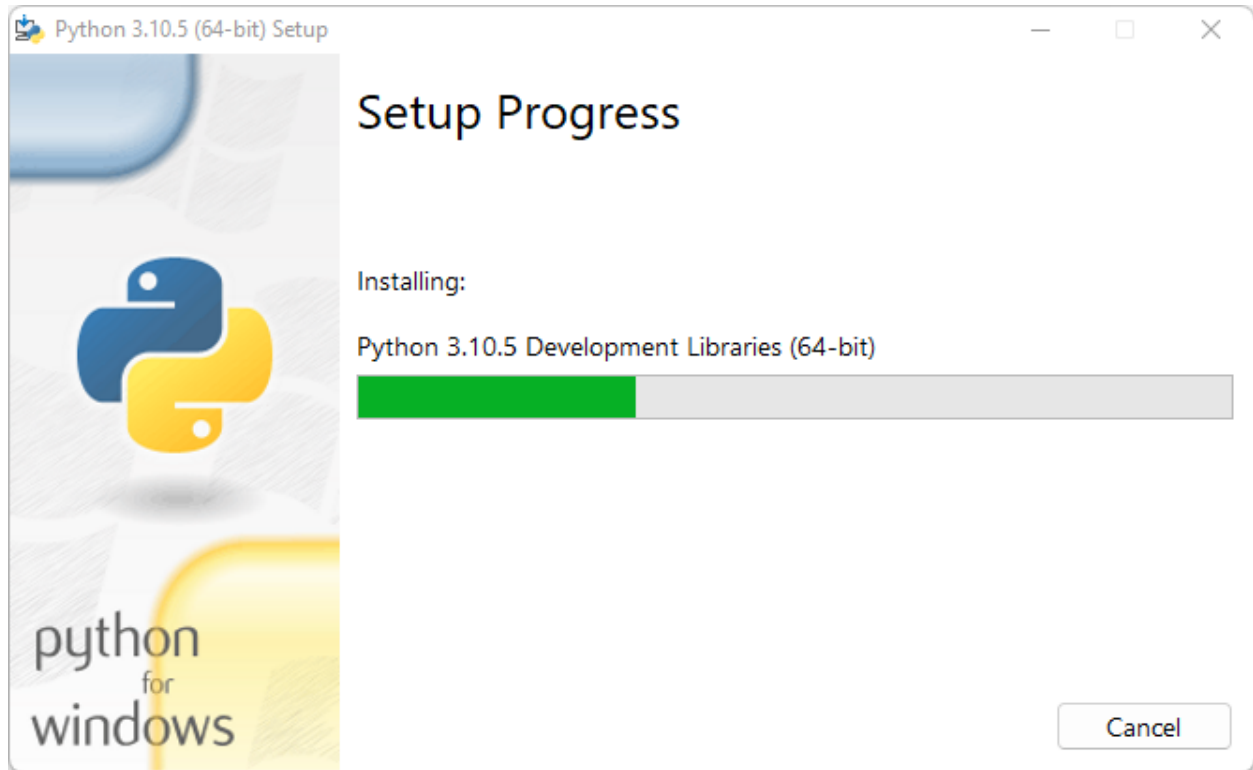 Python 3.10.5 (64-bit) Setup
Setup Progress
Installing:
Python 3.10.5 Development Libraries (64-bit)
python
for
windows
Cancel